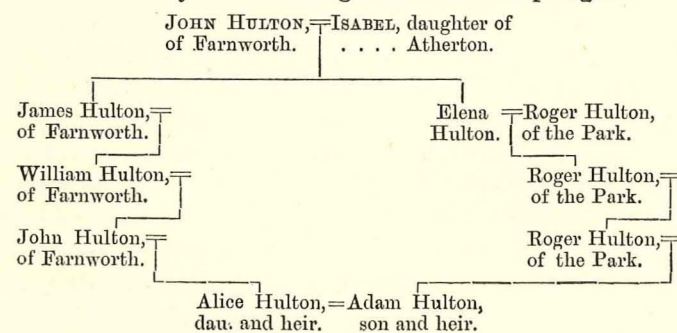 JOHN HULTON,=ISABEL, daughter of
of Farnworth. . . . . Atherton.
James Hulton,= Elena =Roger Hulton,
of Farnworth. Hulton. of the Park.
William Hulton,= Roger Hulton,=
of Farnworth. of the Park.
John Hulton,= Roger Hulton,=
of Farnworth. of the Park.
Alice Hulton,=Adam Hulton,
dau. and heir. son and heir.